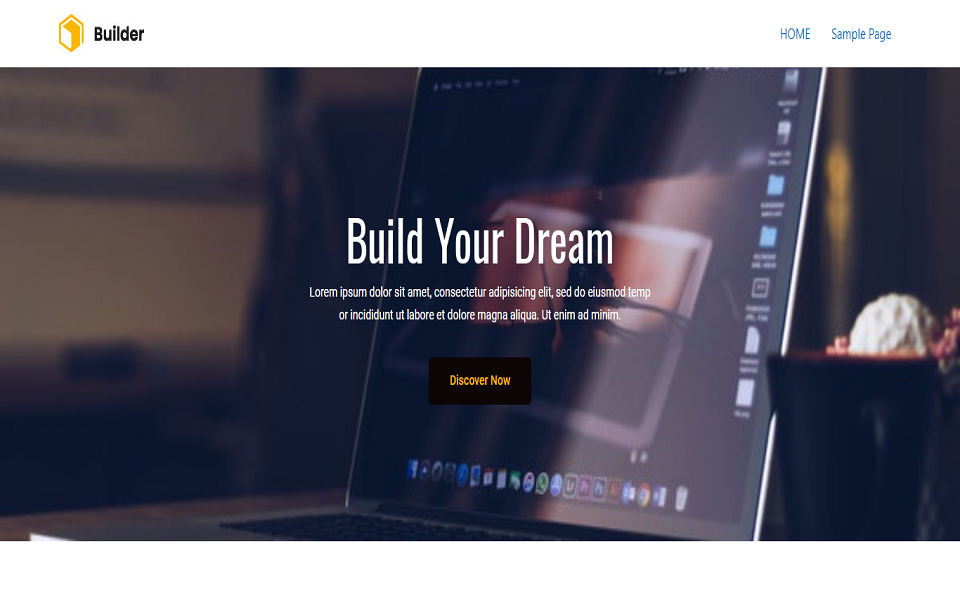 Builder
HOME
Sample Page
Build Your Dream
Lorem ipsum dolor sit amet, consectetur adipisicing elit, sed do eiusmod temp
or incididunt ut labore et dolore magna aliqua. Ut enim ad minim.
Discover Now